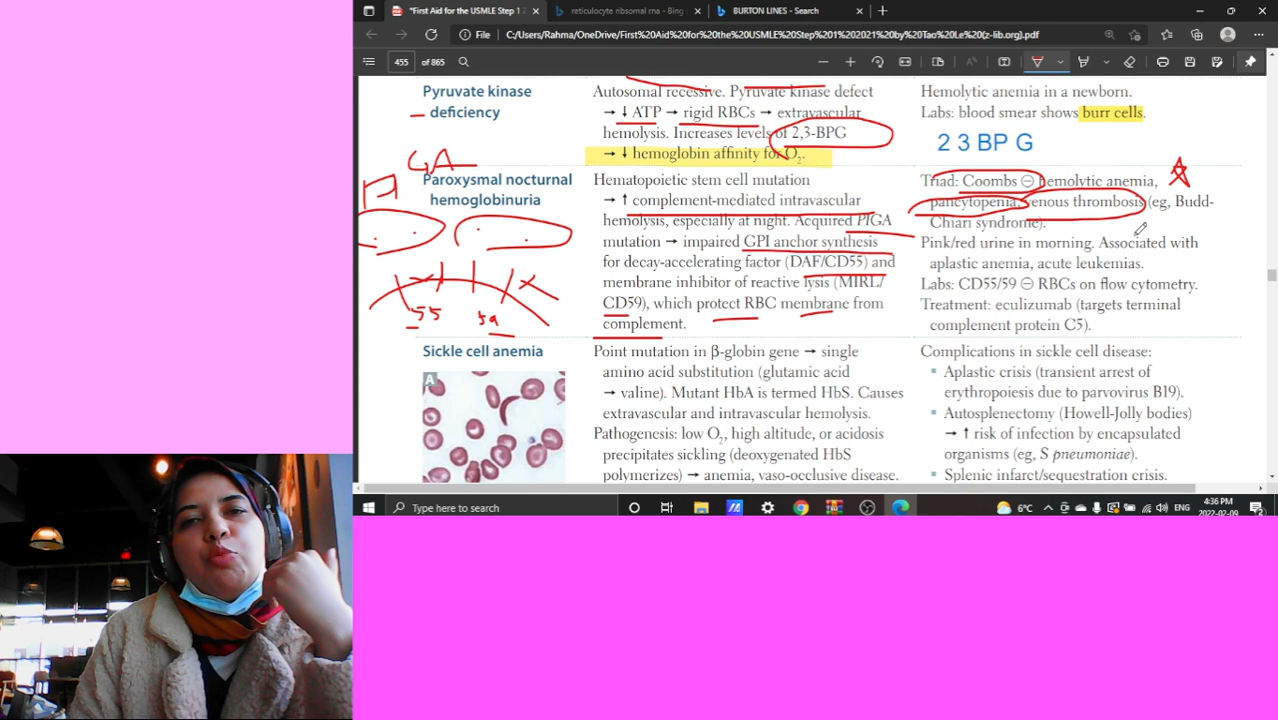 *First Aid for the USMLE Step 1 2
reticulocyte ribosomal rna - Bing
BURTON LINES - Search
File
C:/Users/Rahma/OneDrive/First%20Aid%20for%20the%20USMLE%20Step%201%202021%20by%20Tao%20Le%20(z-lib.org).pdf
455 of 865
Pyruvate kinase
deficiency
Autosomal recessive. Pyruvate kinase defect
→ ↓ ATP → rigid RBCs → extravascular
hemolysis. Increases levels of 2,3-BPG
→ ↓ hemoglobin affinity for O2.
Hemolytic anemia in a newborn.
Labs: blood smear shows burr cells.
2 3 BP G
GA
Paroxysmal nocturnal
hemoglobinuria
Hematopoietic stem cell mutation
→ ↑ complement-mediated intravascular
hemolysis, especially at night. Acquired PIGA
mutation → impaired GPI anchor synthesis
for decay-accelerating factor (DAF/CD55) and
membrane inhibitor of reactive lysis (MIRL/
CD59), which protect RBC membrane from
complement.
55
59
Triad: Coombs ⊖ hemolytic anemia,
pancytopenia, venous thrombosis (eg, Budd-
Chiari syndrome).
Pink/red urine in morning. Associated with
aplastic anemia, acute leukemias.
Labs: CD55/59 ⊖ RBCs on flow cytometry.
Treatment: eculizumab (targets terminal
complement protein C5).
Sickle cell anemia
A
Point mutation in β-globin gene → single
amino acid substitution (glutamic acid
→ valine). Mutant HbA is termed HbS. Causes
extravascular and intravascular hemolysis.
Pathogenesis: low O2, high altitude, or acidosis
precipitates sickling (deoxygenated HbS
polymerizes) → anemia, vaso-occlusive disease.
Complications in sickle cell disease:
▪ Aplastic crisis (transient arrest of
erythropoiesis due to parvovirus B19).
▪ Autosplenectomy (Howell-Jolly bodies)
→ ↑ risk of infection by encapsulated
organisms (eg, S pneumoniae).
▪ Splenic infarct/sequestration crisis.
Type here to search
6°C
ENG
4:36 PM
2022-02-09